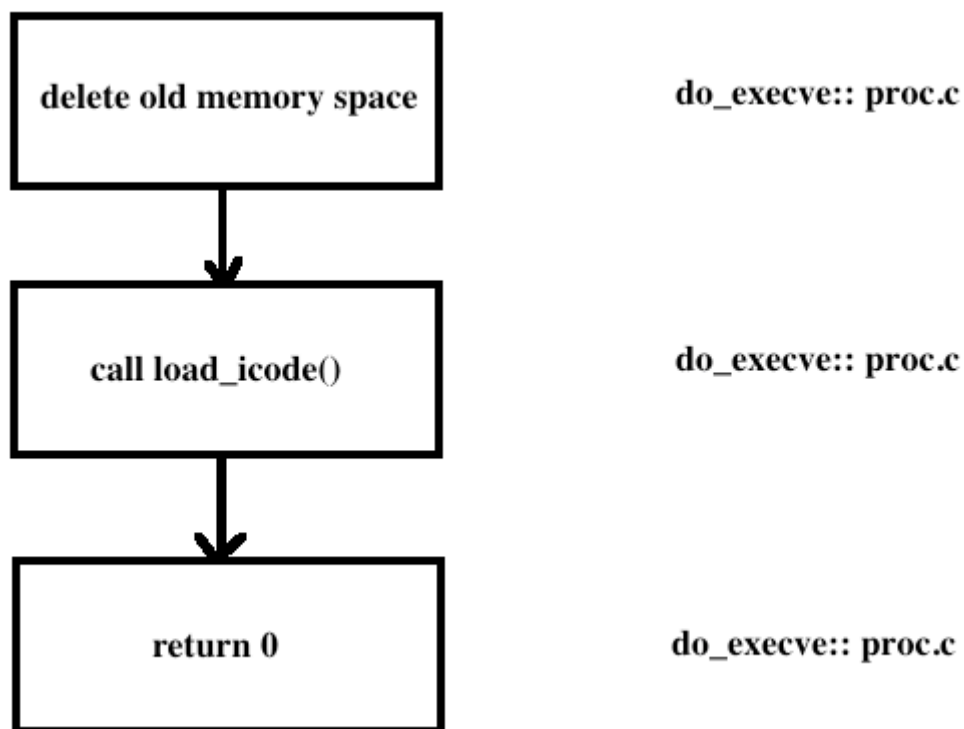 delete old memory space
do_execve:: proc.c
call load_icode()
do_execve:: proc.c
return 0
do_execve:: proc.c